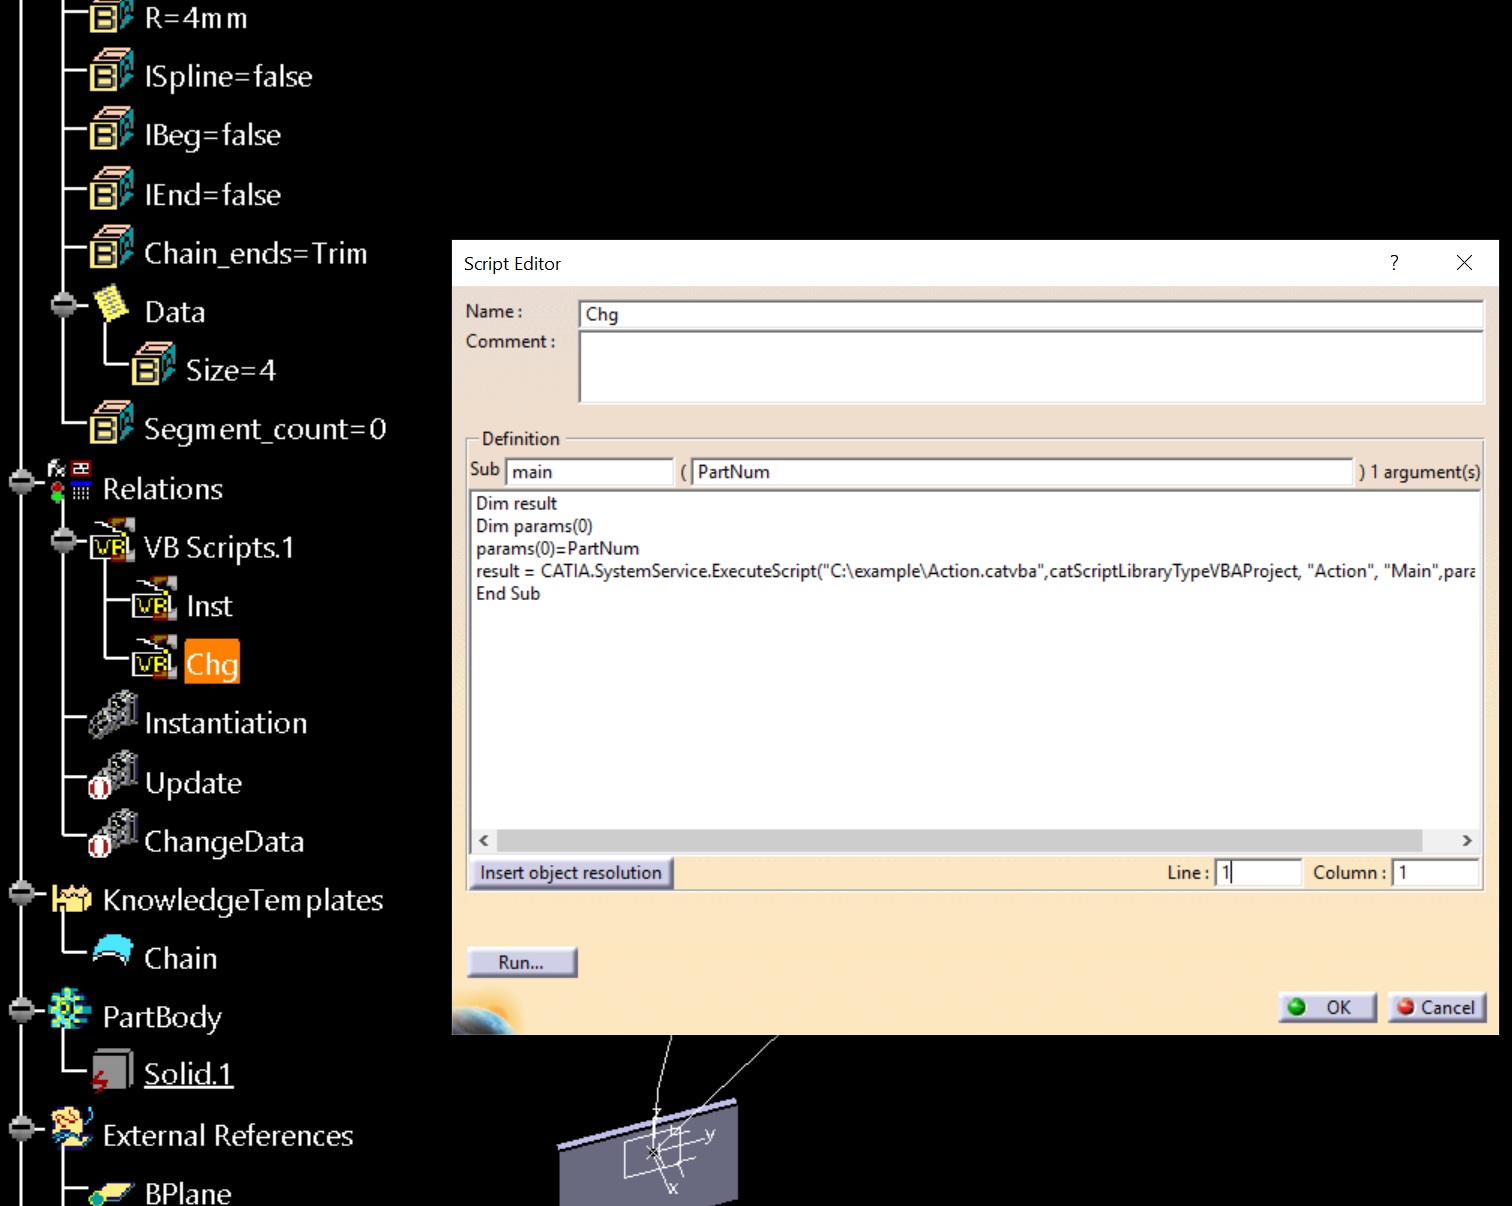 R=4mm
ISpline=false
IBeg=false
IEnd=false
Chain_ends=Trim
Data
Size=4
Segment_count=0
Relations
VB Scripts.1
Inst
Chg
Instantiation
Update
ChangeData
KnowledgeTemplates
Chain
PartBody
Solid.1
External References
BPlane
Script Editor
?
Name :
Chg
Comment :
Definition
Sub main ( PartNum ) 1 argument(s)
Dim result
Dim params(0)
params(0)=PartNum
result = CATIA.SystemService.ExecuteScript("C:\example\Action.catvba",catScriptLibraryTypeVBAProject, "Action", "Main",para
End Sub
Insert object resolution
Line : 1
Column : 1
Run...
OK
Cancel
z
y
x